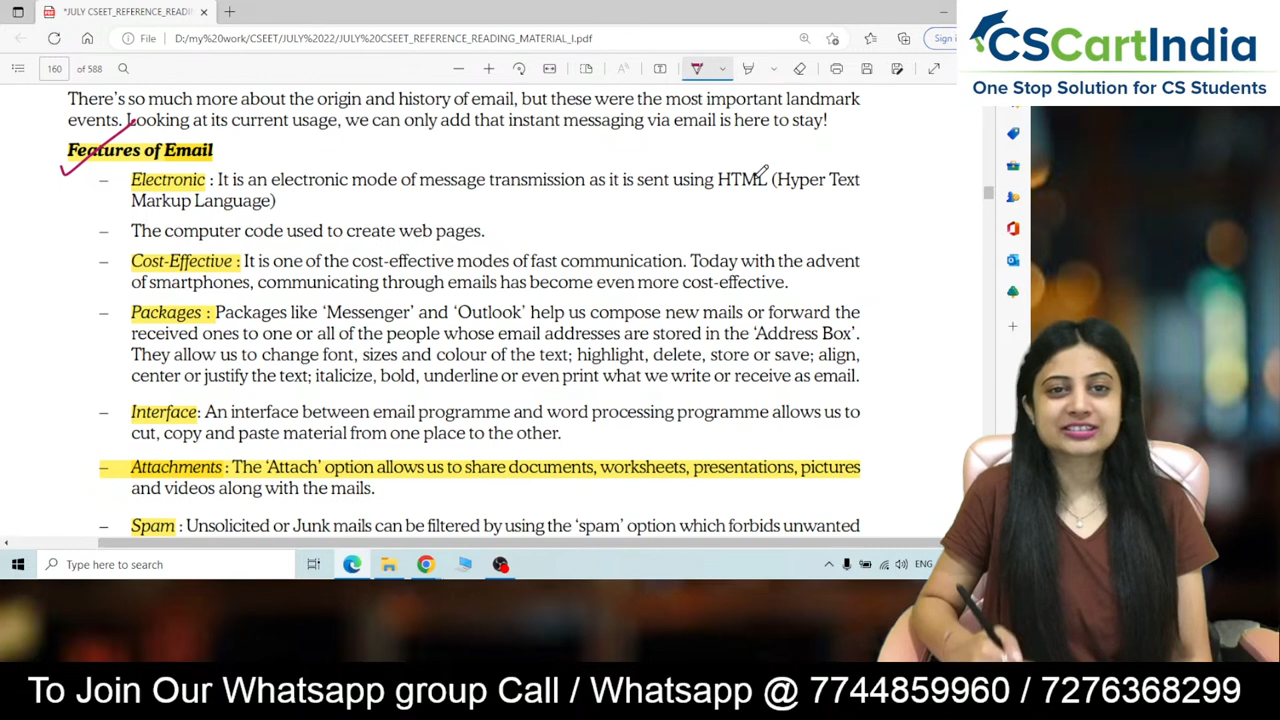 *JULY CSEET_REFERENCE_READI
File
D:/my%20work/CSEET/JULY%202022/JULY%20CSEET_REFERENCE_READING_MATERIAL_I.pdf
Sign i
160 of 588
CSCartIndia
One Stop Solution for CS Students
There's so much more about the origin and history of email, but these were the most important landmark
events. Looking at its current usage, we can only add that instant messaging via email is here to stay!
Features of Email
– Electronic : It is an electronic mode of message transmission as it is sent using HTML (Hyper Text
Markup Language)
– The computer code used to create web pages.
– Cost-Effective : It is one of the cost-effective modes of fast communication. Today with the advent
of smartphones, communicating through emails has become even more cost-effective.
– Packages : Packages like ‘Messenger’ and ‘Outlook’ help us compose new mails or forward the
received ones to one or all of the people whose email addresses are stored in the ‘Address Box’.
They allow us to change font, sizes and colour of the text; highlight, delete, store or save; align,
center or justify the text; italicize, bold, underline or even print what we write or receive as email.
– Interface: An interface between email programme and word processing programme allows us to
cut, copy and paste material from one place to the other.
– Attachments : The ‘Attach’ option allows us to share documents, worksheets, presentations, pictures
and videos along with the mails.
– Spam : Unsolicited or Junk mails can be filtered by using the ‘spam’ option which forbids unwanted
Type here to search
ENG
To Join Our Whatsapp group Call / Whatsapp @ 7744859960 / 7276368299